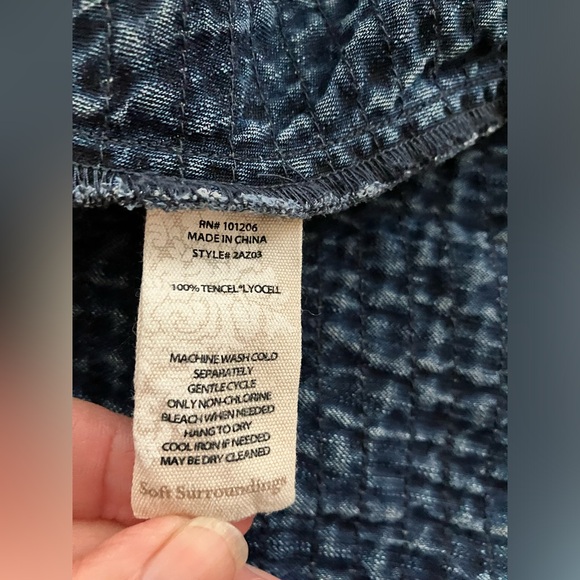 RN# 101206
MADE IN CHINA
STYLE# 2AZ03
100% TENCEL®LYOCELL
MACHINE WASH COLD
SEPARATELY
GENTLE CYCLE
ONLY NON-CHLORINE
BLEACH WHEN NEEDED
HANG TO DRY
COOL IRON IF NEEDED
MAY BE DRY CLEANED
Soft Surroundings